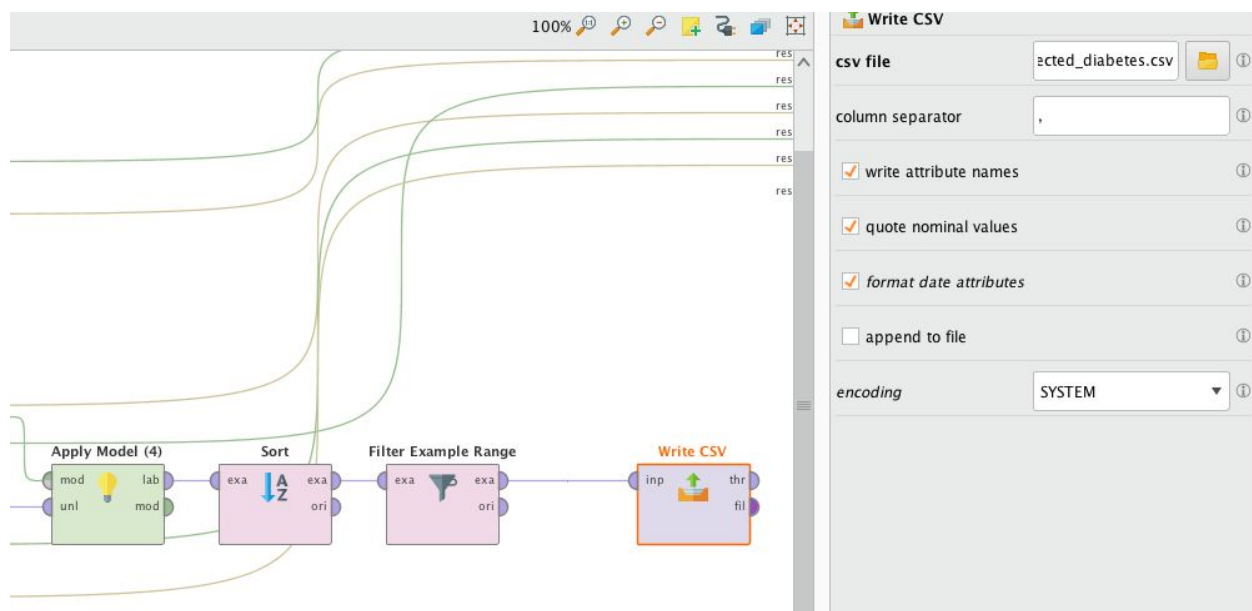 100%
res
res
res
res
res
res
Apply Model (4)
mod lab
unl mod
Sort
exa exa
ori
Filter Example Range
exa exa
ori
Write CSV
inp thr
fil
Write CSV
csv file ected_diabetes.csv
column separator ,
write attribute names
quote nominal values
format date attributes
append to file
encoding SYSTEM